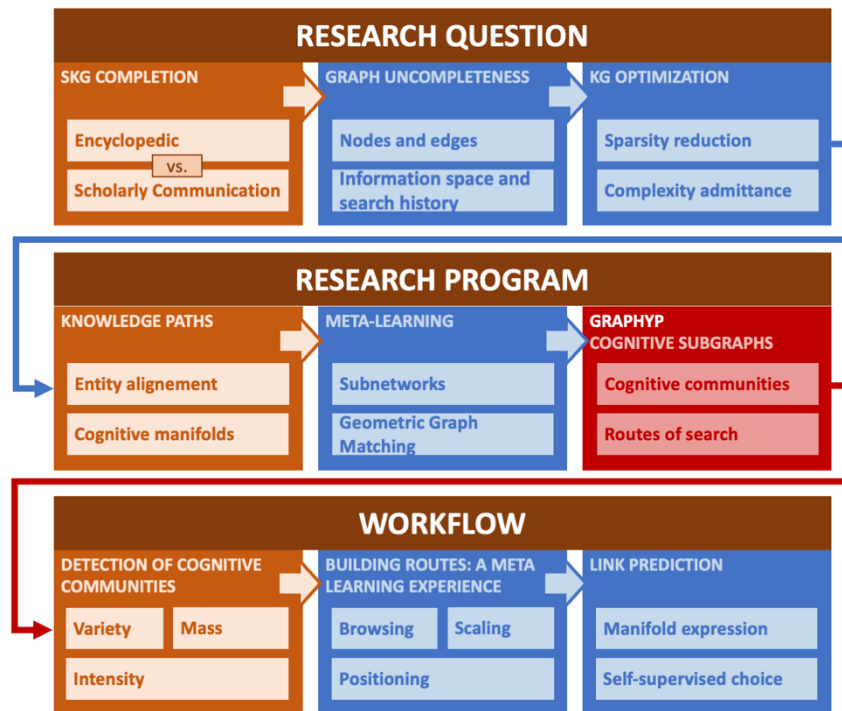 RESEARCH QUESTION
SKG COMPLETION
Encyclopedic
vs.
Scholarly Communication
GRAPH UNCOMPLETENESS
Nodes and edges
Information space and
search history
KG OPTIMIZATION
Sparsity reduction
Complexity admittance
RESEARCH PROGRAM
KNOWLEDGE PATHS
Entity alignement
Cognitive manifolds
META-LEARNING
Subnetworks
Geometric Graph
Matching
GRAPHYP
COGNITIVE SUBGRAPHS
Cognitive communities
Routes of search
WORKFLOW
DETECTION OF COGNITIVE
COMMUNITIES
Variety
Mass
Intensity
BUILDING ROUTES: A META
LEARNING EXPERIENCE
Browsing
Scaling
Positioning
LINK PREDICTION
Manifold expression
Self-supervised choice